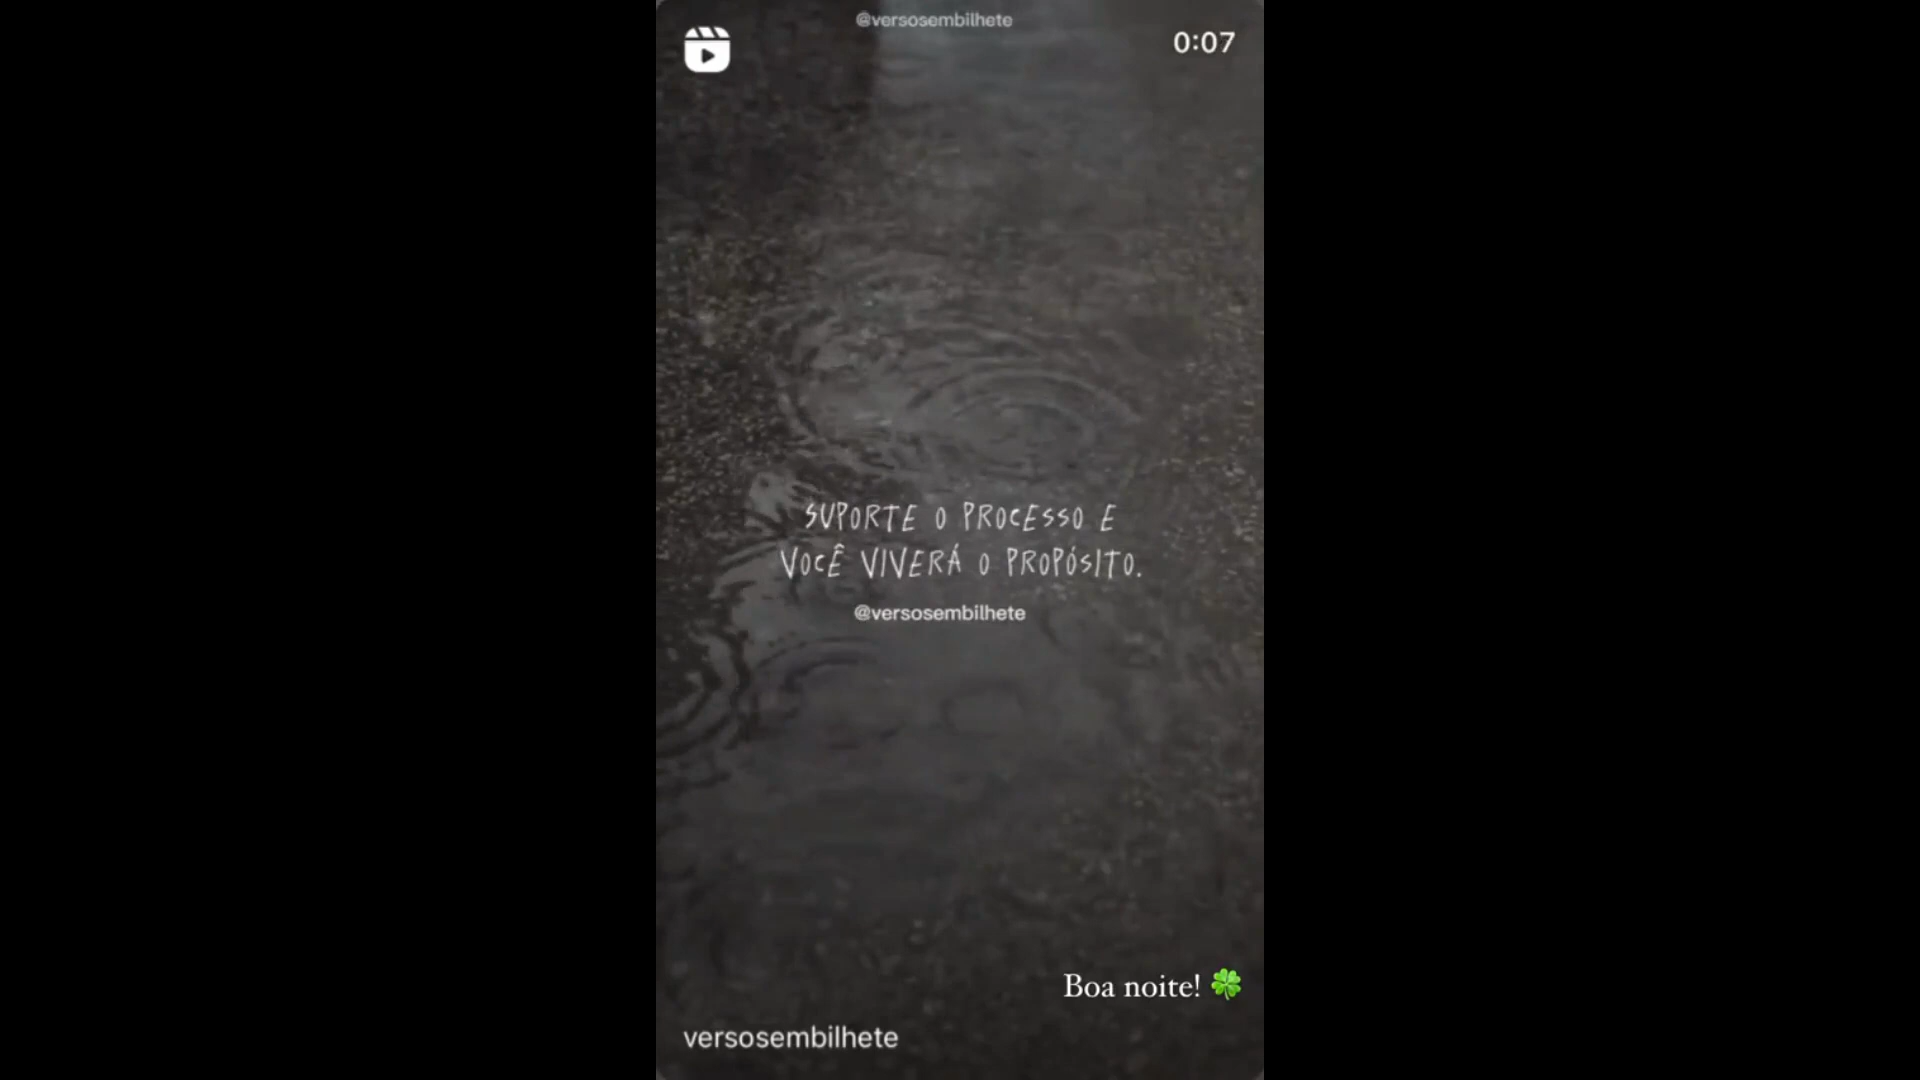 @versosembilhete
0:07
SUPORTE O PROCESSO E
VOCÊ VIVERÁ O PROPÓSITO.
@versosembilhete
Boa noite! 🍀
versosembilhete